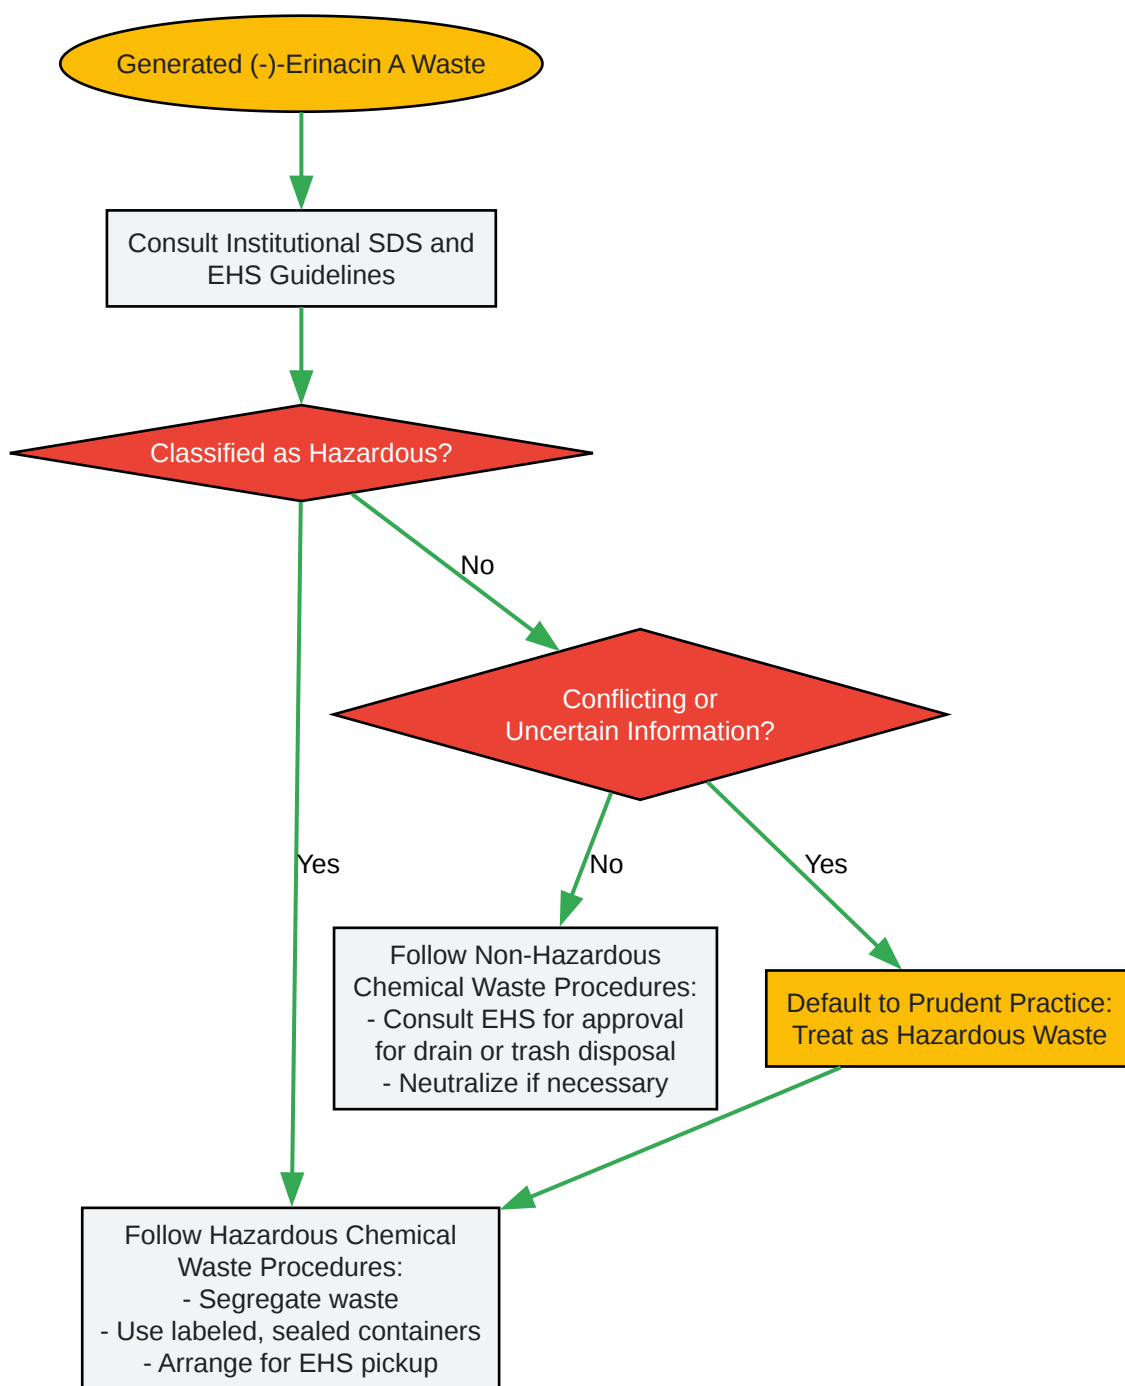 Generated (-)-Erinacin A Waste
Consult Institutional SDS and
EHS Guidelines
Classified as Hazardous?
No
Conflicting or
Uncertain Information?
Yes
No
Yes
Follow Non-Hazardous
Chemical Waste Procedures:
- Consult EHS for approval
for drain or trash disposal
- Neutralize if necessary
Default to Prudent Practice:
Treat as Hazardous Waste
Follow Hazardous Chemical
Waste Procedures:
- Segregate waste
- Use labeled, sealed containers
- Arrange for EHS pickup